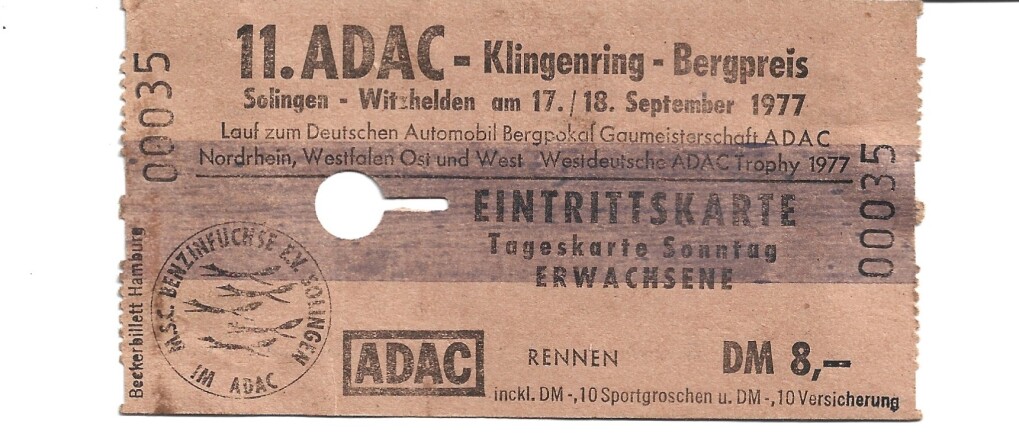 11. ADAC - Klingenring - Bergpreis
Solingen - Witzhelden am 17. / 18. September 1977
Lauf zum Deutschen Automobil Bergpokal Gaumeisterschaft ADAC
Nordrhein, Westfalen Ost und West Westdeutsche ADAC Trophy 1977
EINTRITTSKARTE
Tageskarte Sonntag
ERWACHSENE
00035
00035
Beckerbillett Hamburg
M.S.C. BENZINFÜCHSE E.V. SOLINGEN
IM ADAC
ADAC
RENNEN
DM 8,--
inkl. DM -,10 Sportgroschen u. DM -,10 Versicherung